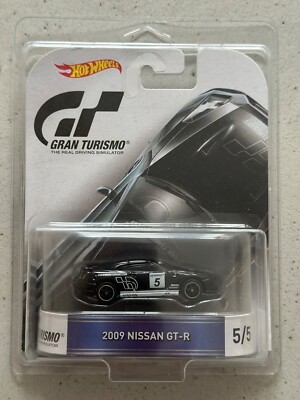 Hot Wheels
GT
GRAN TURISMO®
THE REAL DRIVING SIMULATOR
5
TURISMO®
2009 NISSAN GT-R
5/5